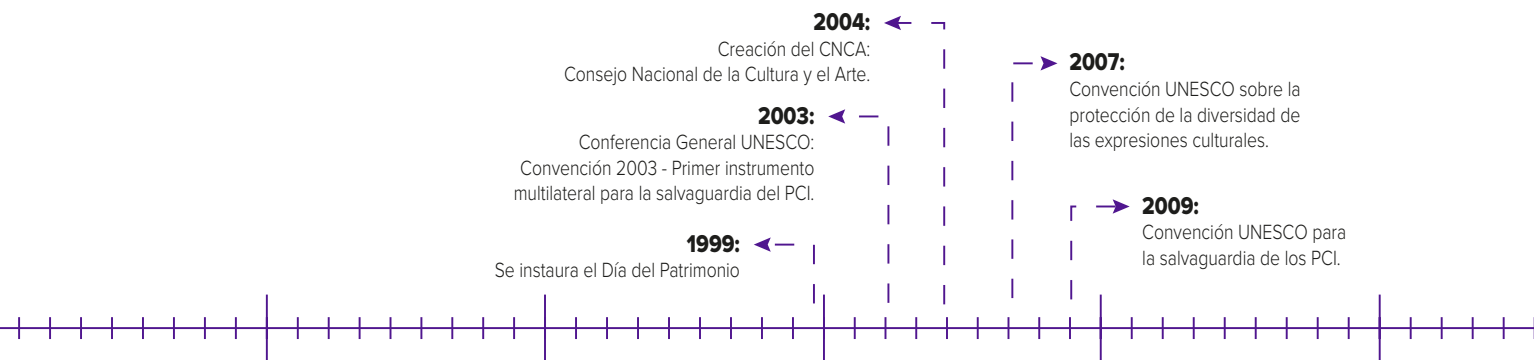 2004:
Creación del CNCA:
Consejo Nacional de la Cultura y el Arte.
2003:
Conferencia General UNESCO:
Convención 2003 - Primer instrumento
multilateral para la salvaguardia del PCI.
1999:
Se instaura el Día del Patrimonio
2007:
Convención UNESCO sobre la
protección de la diversidad de
las expresiones culturales.
2009:
Convención UNESCO para
la salvaguardia de los PCI.